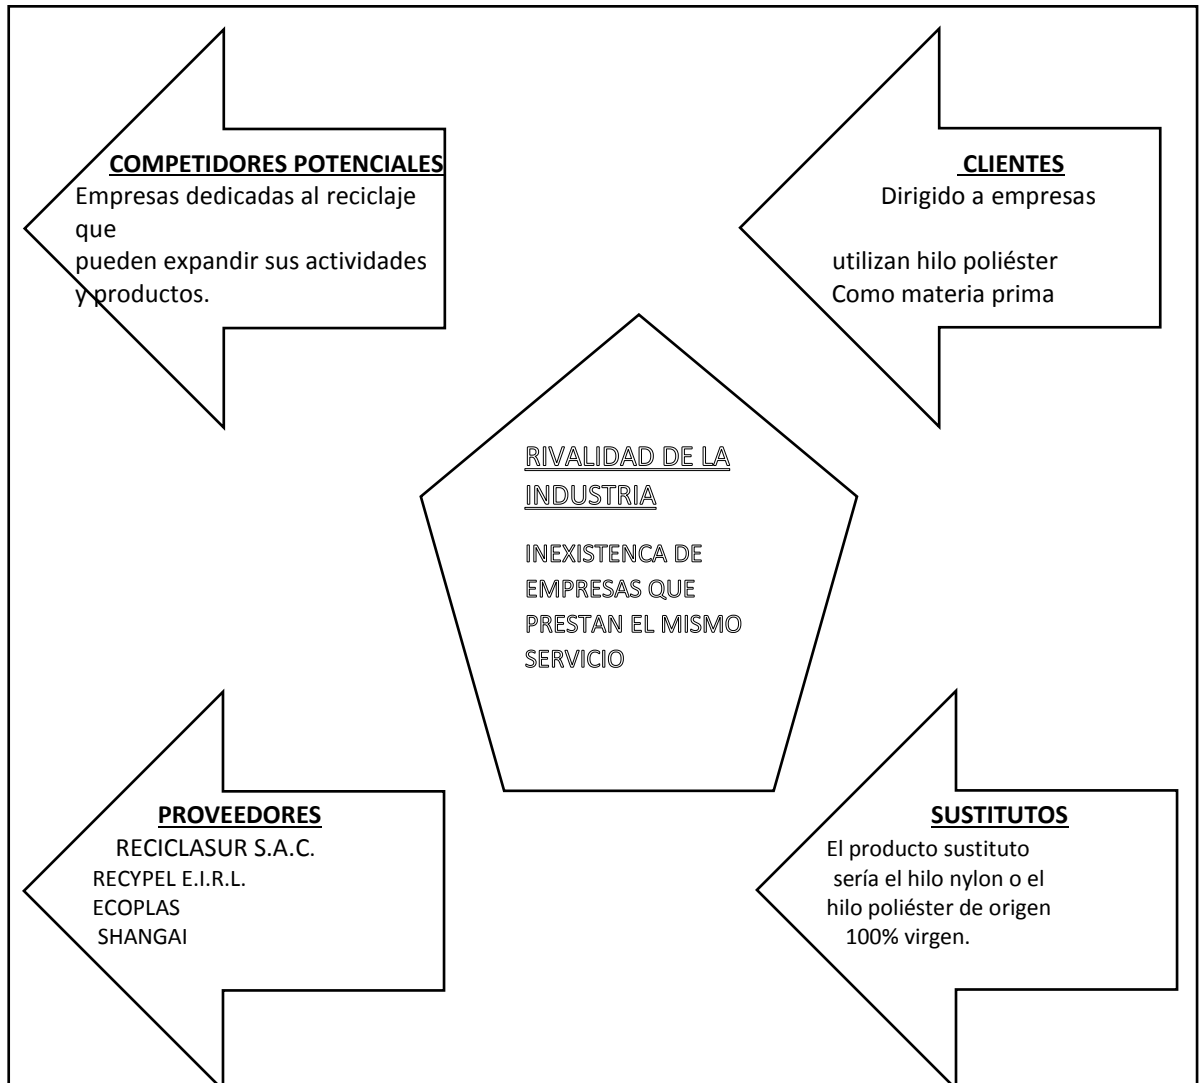 COMPETIDORES POTENCIALES
Empresas dedicadas al reciclaje
que
pueden expandir sus actividades
y productos.
CLIENTES
Dirigido a empresas
utilizan hilo poliéster
Como materia prima
RIVALIDAD DE LA
INDUSTRIA
INEXISTENCA DE
EMPRESAS QUE
PRESTAN EL MISMO
SERVICIO
PROVEEDORES
RECICLASUR S.A.C.
RECYPEL E.I.R.L.
ECOPLAS
SHANGAI
SUSTITUTOS
El producto sustituto
sería el hilo nylon o el
hilo poliéster de origen
100% virgen.